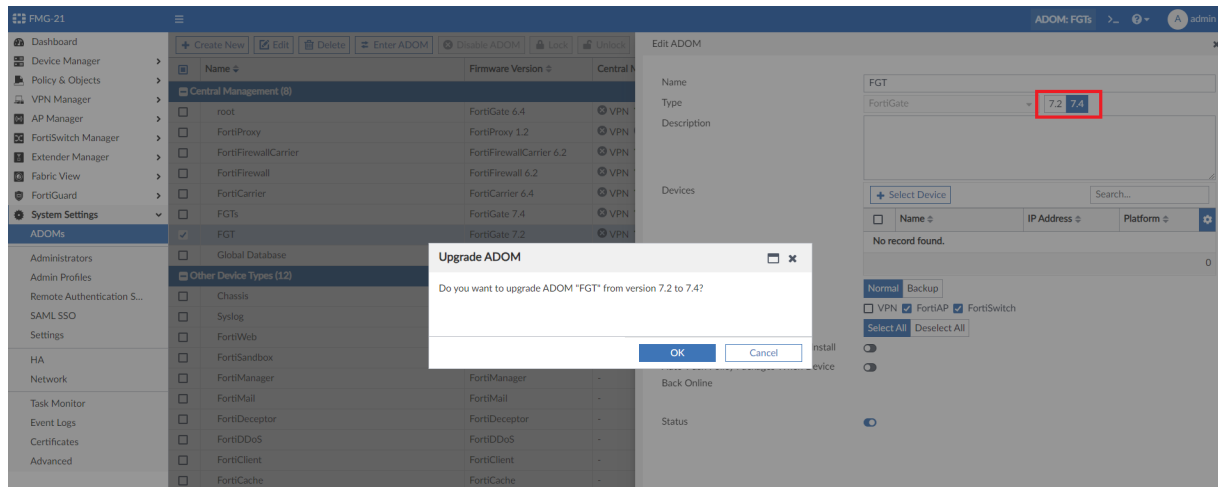 FMG-21
ADOM: FGTs
A admin
Dashboard
Device Manager
Policy & Objects
VPN Manager
AP Manager
FortiSwitch Manager
Extender Manager
Fabric View
FortiGuard
System Settings
ADOMs
Administrators
Admin Profiles
Remote Authentication S...
SAML SSO
Settings
HA
Network
Task Monitor
Event Logs
Certificates
Advanced
Create New Edit Delete Enter ADOM Disable ADOM Lock Unlock
Name Firmware Version Central
Central Management (8)
root FortiGate 6.4 VPN
FortiProxy FortiProxy 1.2 VPN
FortiFirewallCarrier FortiFirewallCarrier 6.2 VPN
FortiFirewall FortiFirewall 6.2 VPN
FortiCarrier FortiCarrier 6.4 VPN
FGTs FortiGate 7.4 VPN
FGT FortiGate 7.2 VPN
Global Database
Other Device Types (12)
Chassis
Syslog
FortiWeb
FortiSandbox
FortiManager FortiManager -
FortiMail FortiMail -
FortiDeceptor FortiDeceptor -
FortiDDoS FortiDDoS -
FortiClient FortiClient -
FortiCache FortiCache -
Edit ADOM
Name FGT
Type FortiGate 7.2 7.4
Description
Devices + Select Device Search...
Name IP Address Platform
No record found.
0
Normal Backup
VPN FortiAP FortiSwitch
Select All Deselect All
nstall
Back Online
Status
Upgrade ADOM
Do you want to upgrade ADOM "FGT" from version 7.2 to 7.4?
OK Cancel